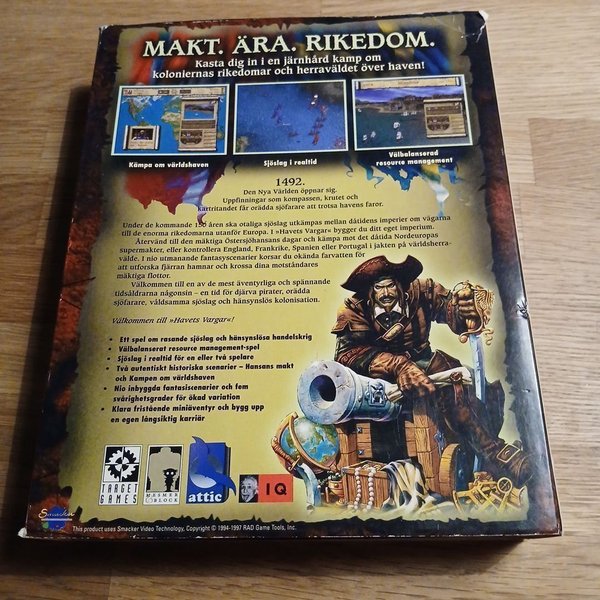 MAKT. ÄRA. RIKEDOM.
Kasta dig in i en järnhård kamp om
koloniernas rikedomar och herraväldet över haven!
Kämpa om världshaven
Sjöslag i realtid
Välbalanserad
resource management
1492.
Den Nya Världen öppnar sig.
Uppfinningar som kompassen, krutet och
kartritandet får orädda sjöfarare att trotsa havens faror.
Under de kommande 150 åren ska otaliga sjöslag utkämpas mellan dåtidens imperier om vägarna
till de enorma rikedomarna utanför Europa. I »Havets Vargar« bygger du ditt eget imperium.
Återvänd till den mäktiga Östersjöhansans dagar och kämpa mot det dåtida Nordeuropas
supermakter, eller kontrollera England, Frankrike, Spanien eller Portugal i jakten på världsherra-
välde. I nio utmanande fantasyscenarier korsar du okända farvatten för
att utforska fjärran hamnar och krossa dina motståndares
mäktiga flottor.
Välkommen till en av de mest äventyrliga och spännande
tidsåldrarna någonsin – en tid för djärva pirater, orädda
sjöfarare, våldsamma sjöslag och hänsynslös kolonisation.
Välkommen till »Havets Vargar«!
• Ett spel om rasande sjöslag och hänsynslösa handelskrig
• Välbalanserat resource management-spel
• Sjöslag i realtid för en eller två spelare
• Två autentiskt historiska scenarier – Hansans makt
och Kampen om världshaven
• Nio inbyggda fantasiscenarier och fem
svårighetsgrader för ökad variation
• Klara fristående miniäventyr och bygg upp
en egen långsiktig karriär
TARGET
GAMES
MESMER
BLOCK
attic
IQ
Smacker
This product uses Smacker Video Technology, Copyright © 1994-1997 RAD Game Tools, Inc.